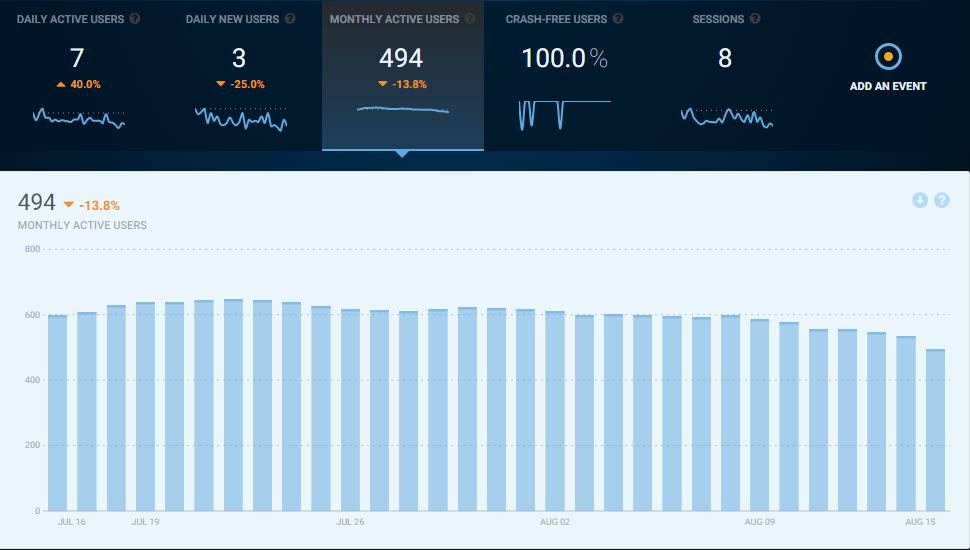 DAILY ACTIVE USERS ?
7
▲ 40.0%
DAILY NEW USERS ?
3
▼ -25.0%
MONTHLY ACTIVE USERS ?
494
▼ -13.8%
CRASH-FREE USERS ?
100.0%
SESSIONS ?
8
ADD AN EVENT
494 ▼ -13.8%
?
MONTHLY ACTIVE USERS
800
600
400
200
0
JUL 16 JUL 19 JUL 26 AUG 02 AUG 09 AUG 15